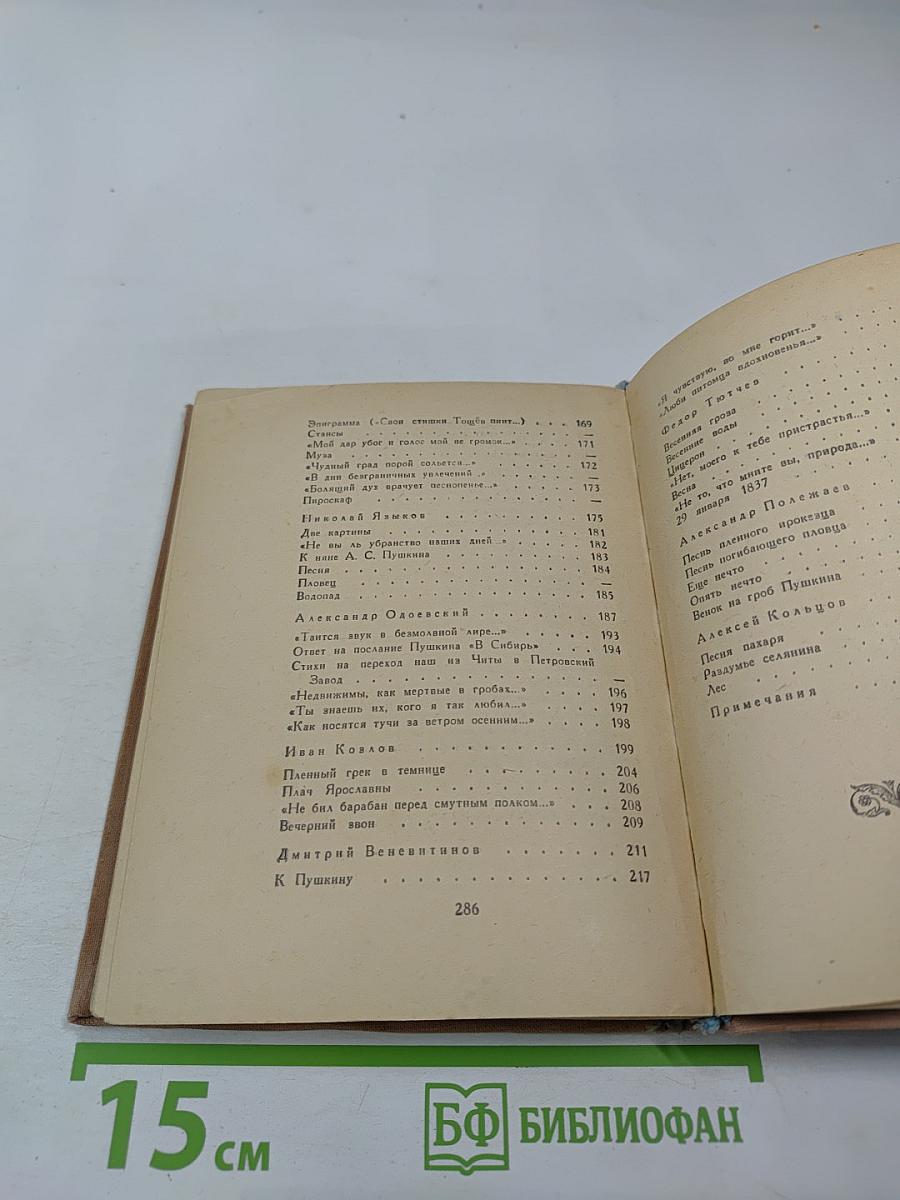 Эпиграмма («Свои стишки Тощёв пиит...») . . . 169
Стансы . . . . . . . . . . . . . . . —
«Мой дар убог и голос мой не громок...» . . . . . 171
Муза . . . . . . . . . . . . . . . —
«Чудный град порой сольется...» . . . . . . 172
«В дни безграничных увлечений...» . . . . . . —
«Болящий дух врачует песнопенье...» . . . . . 173
Пироскаф . . . . . . . . . . . . . . —
Николай Языков . . . . . . . . . . 175
Две картины . . . . . . . . . . . . 181
«Не вы ль убранство наших дней...» . . . . . 182
К няне А. С. Пушкина . . . . . . . . . 183
Песня . . . . . . . . . . . . . . 184
Пловец . . . . . . . . . . . . . . —
Водопад . . . . . . . . . . . . . 185
Александр Одоевский . . . . . . . . 187
«Таится звук в безмолвной лире...» . . . . . 193
Ответ на послание Пушкина «В Сибирь» . . . 194
Стихи на переход наш из Читы в Петровский
Завод . . . . . . . . . . . . . . —
«Недвижимы, как мертвые в гробах...» . . . . 196
«Ты знаешь их, кого я так любил...» . . . . 197
«Как носятся тучи за ветром осенним...» . . . . 198
Иван Козлов . . . . . . . . . . . 199
Пленный грек в темнице . . . . . . . . 204
Плач Ярославны . . . . . . . . . . . 206
«Не бил барабан перед смутным полком...» . . . 208
Вечерний звон . . . . . . . . . . . 209
Дмитрий Веневитинов . . . . . . . 211
К Пушкину . . . . . . . . . . . . . 217
286
«Я чувствую, во мне горит...»
«Люби питомца вдохновенья...»
Федор Тютчев
Весенняя гроза
Весенние воды
Цицерон
«Нет, моего к тебе пристрастья...»
Весна
«Не то, что мните вы, природа...»
29 января 1837
Александр Полежаев
Песнь пленного ирокезца
Песнь погибающего пловца
Еще нечто
Опять нечто
Венок на гроб Пушкина
Алексей Кольцов
Песня пахаря
Раздумье селянина
Лес
Примечания
15 см
БФ БИБЛИОФАН